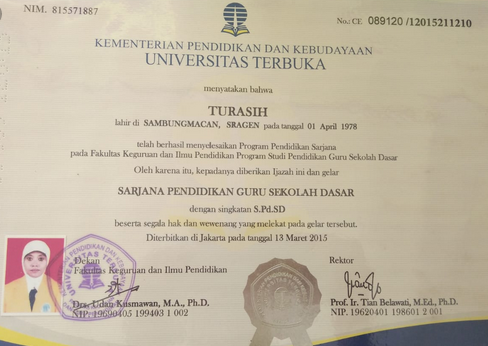 NIM. 815571887
No.: CE 089120 /12015211210
KEMENTERIAN PENDIDIKAN DAN KEBUDAYAAN
UNIVERSITAS TERBUKA
menyatakan bahwa
TURASIH
lahir di SAMBUNGMACAN, SRAGEN pada tanggal 01 April 1978
telah berhasil menyelesaikan Program Pendidikan Sarjana
pada Fakultas Keguruan dan Ilmu Pendidikan Program Studi Pendidikan Guru Sekolah Dasar
Oleh karena itu, kepadanya diberikan Ijazah ini dan gelar
SARJANA PENDIDIKAN GURU SEKOLAH DASAR
dengan singkatan S.Pd.SD
beserta segala hak dan wewenang yang melekat pada gelar tersebut.
Diterbitkan di Jakarta pada tanggal 13 Maret 2015
Dekan
Fakultas Keguruan dan Ilmu Pendidikan
Drs. Udan Kusmawan, M.A., Ph.D.
NIP. 19690405 199403 1 002
Rektor
Prof. Ir. Tian Belawati, M.Ed., Ph.D.
NIP. 19620401 198601 2 001
UNIVERSITAS TERBUKA